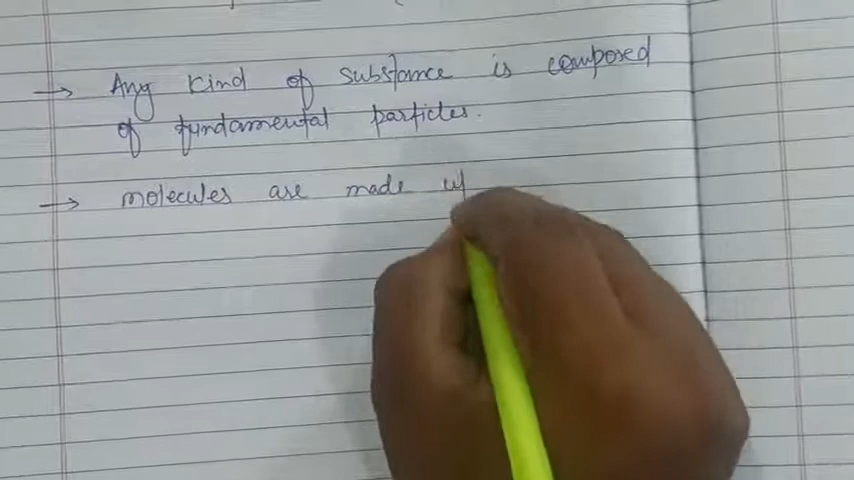 → Any kind of substance is composed
of fundamental particles.
→ molecules are made